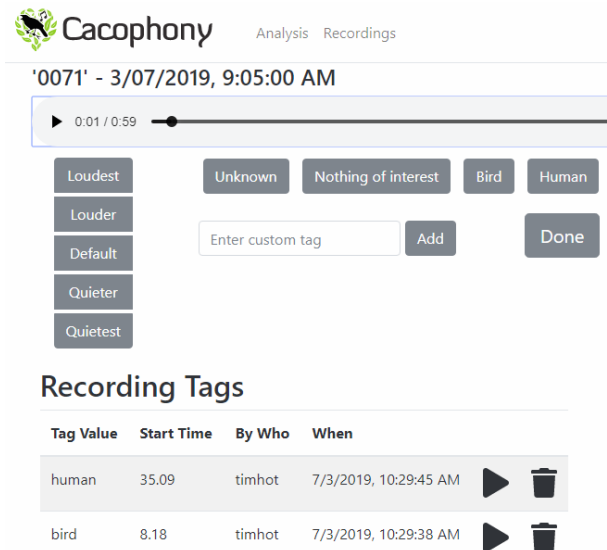 Cacophony Analysis Recordings
'0071' - 3/07/2019, 9:05:00 AM
0:01 / 0:59
Loudest Unknown Nothing of interest Bird Human
Louder
Enter custom tag Add Done
Default
Quieter
Quietest
Recording Tags
Tag Value Start Time By Who When
human 35.09 timhot 7/3/2019, 10:29:45 AM
bird 8.18 timhot 7/3/2019, 10:29:38 AM